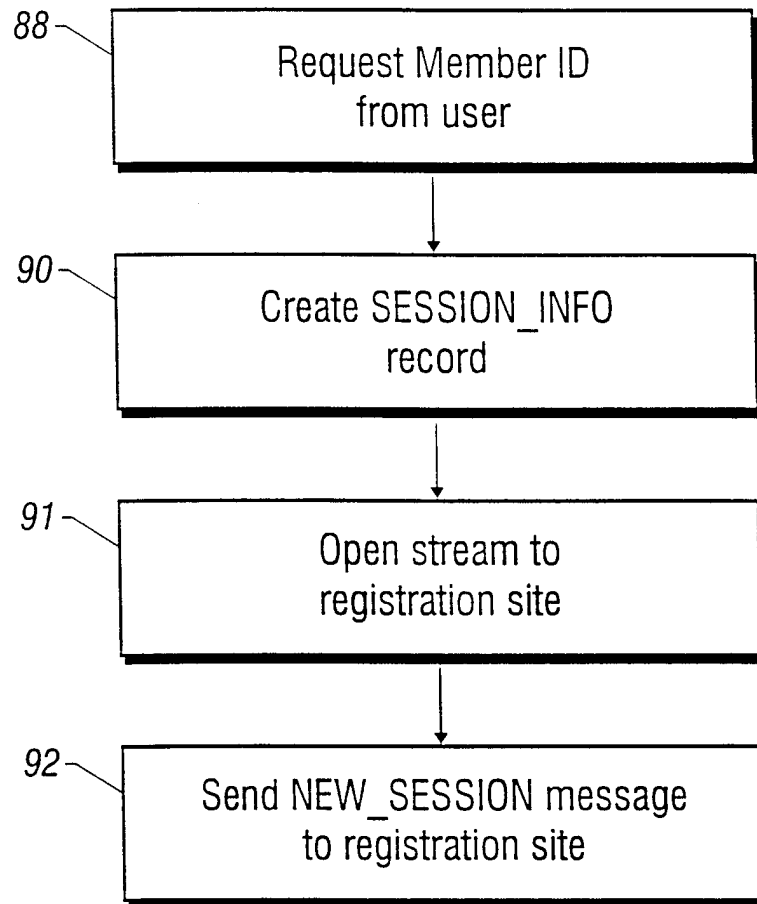 88
Request Member ID
from user
90
Create SESSION_INFO
record
91
Open stream to
registration site
92
Send NEW_SESSION message
to registration site